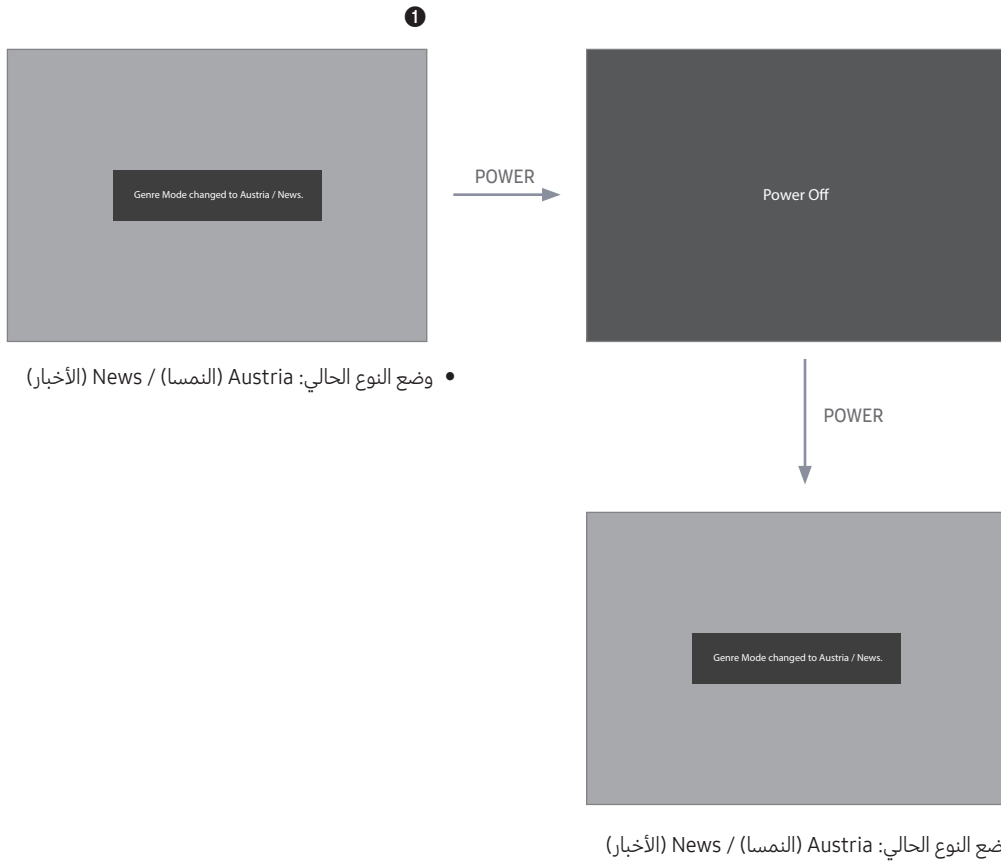 ❶
Genre Mode changed to Austria / News.
POWER
Power Off
• وضع النوع الحالي: Austria (النمسا) / News (الأخبار)
POWER
Genre Mode changed to Austria / News.
النوع الحالي: Austria (النمسا) / News (الأخبار)